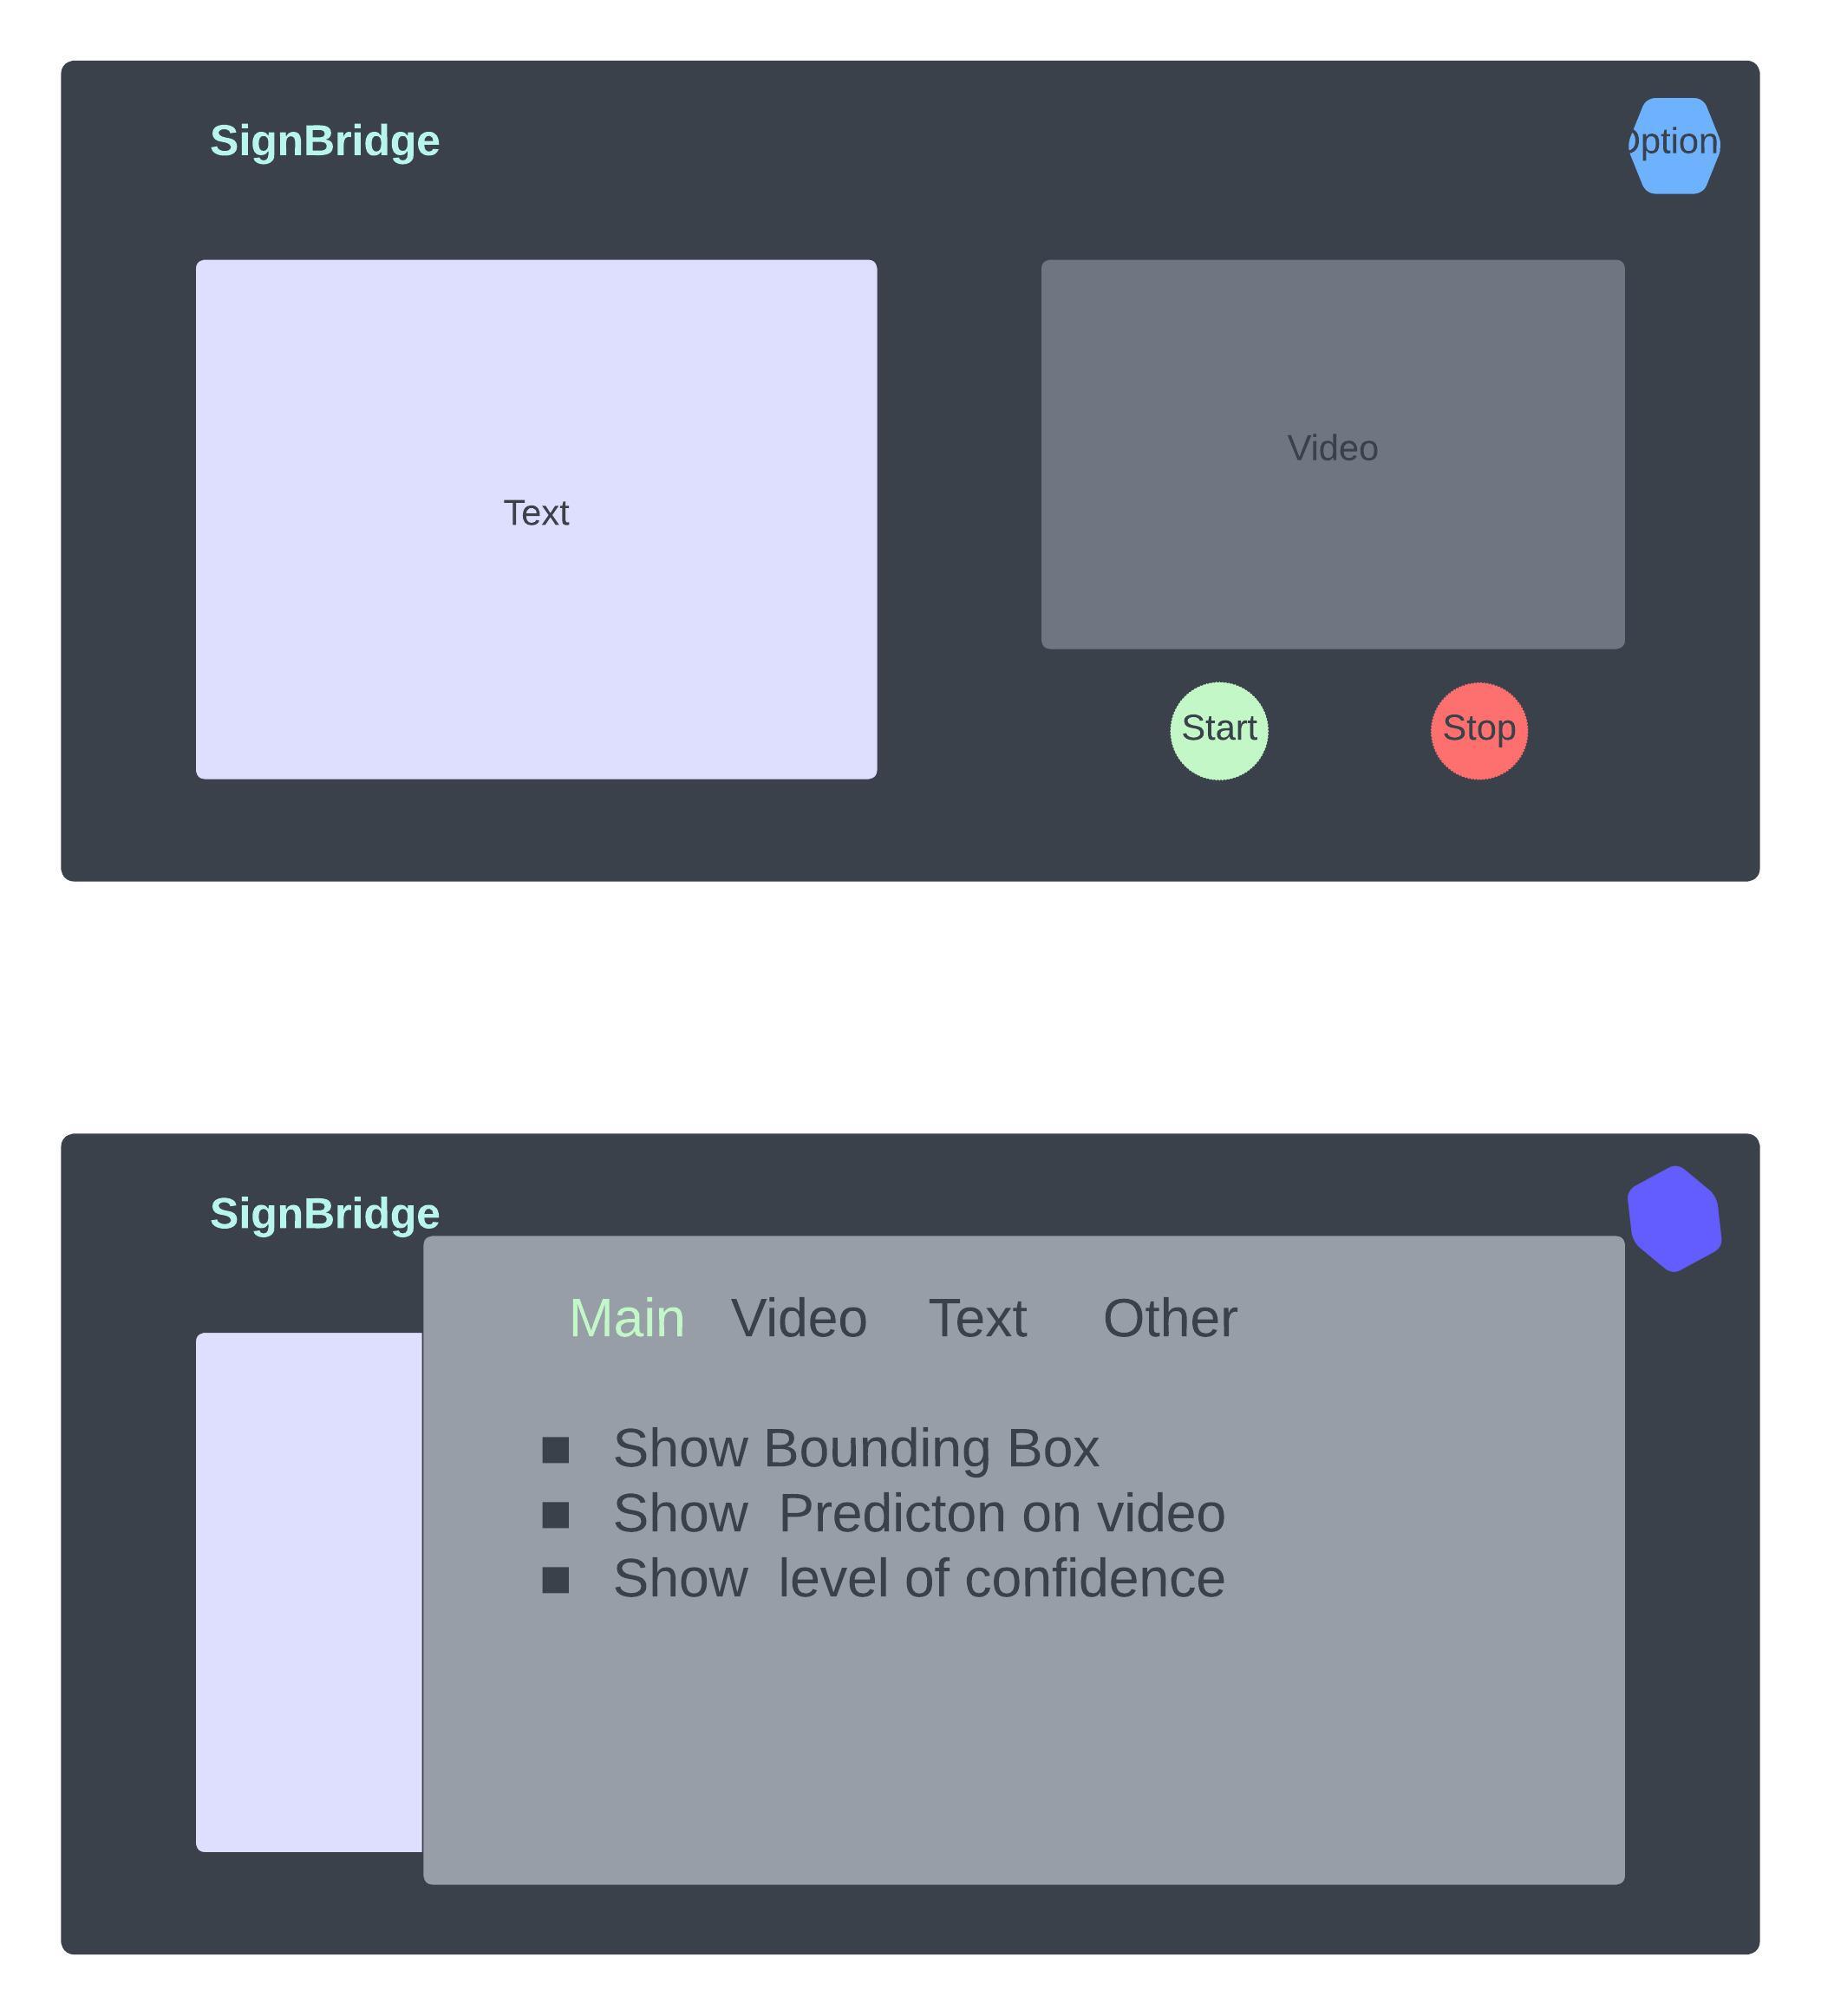 SignBridge
ption
Text
Video
Start
Stop
SignBridge
Main Video Text Other
Show Bounding Box
Show Predicton on video
Show level of confidence